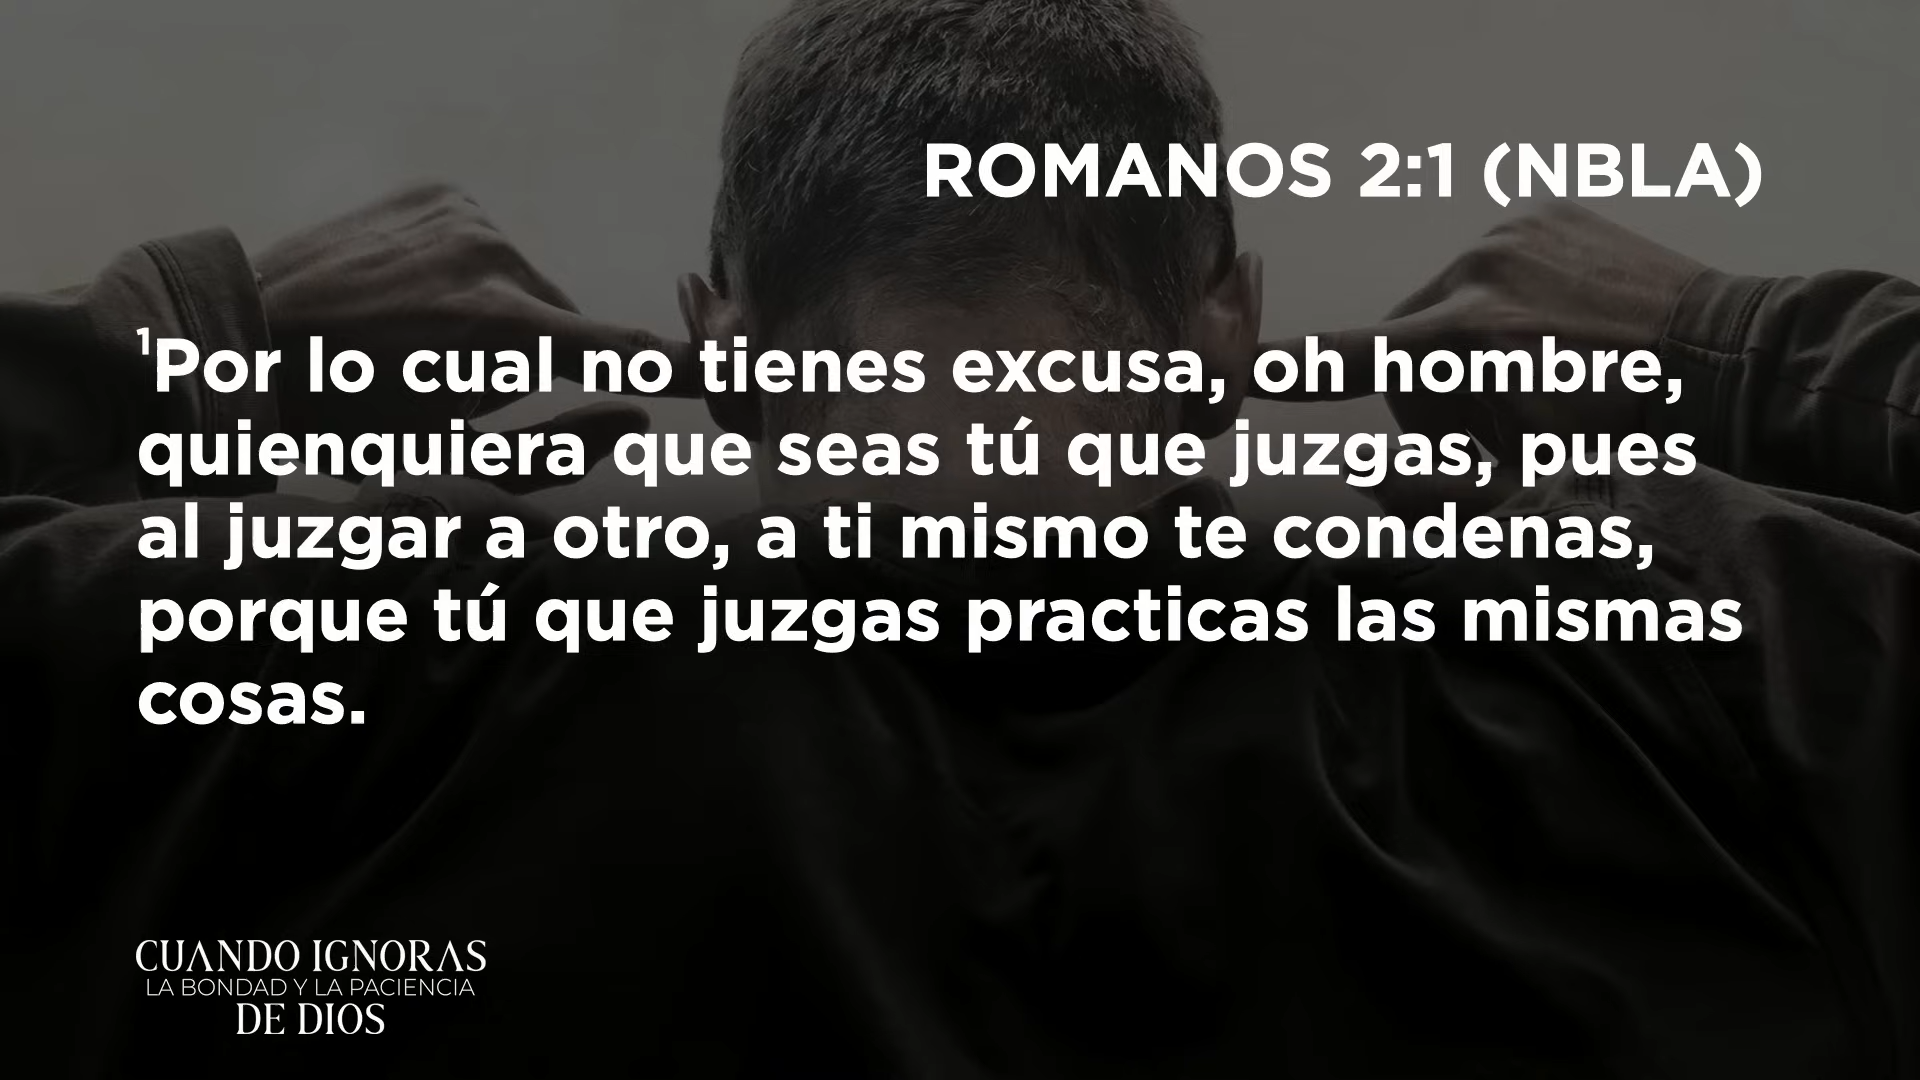 ROMANOS 2:1 (NBLA)
¹Por lo cual no tienes excusa, oh hombre,
quienquiera que seas tú que juzgas, pues
al juzgar a otro, a ti mismo te condenas,
porque tú que juzgas practicas las mismas
cosas.
CUANDO IGNORAS
LA BONDAD Y LA PACIENCIA
DE DIOS